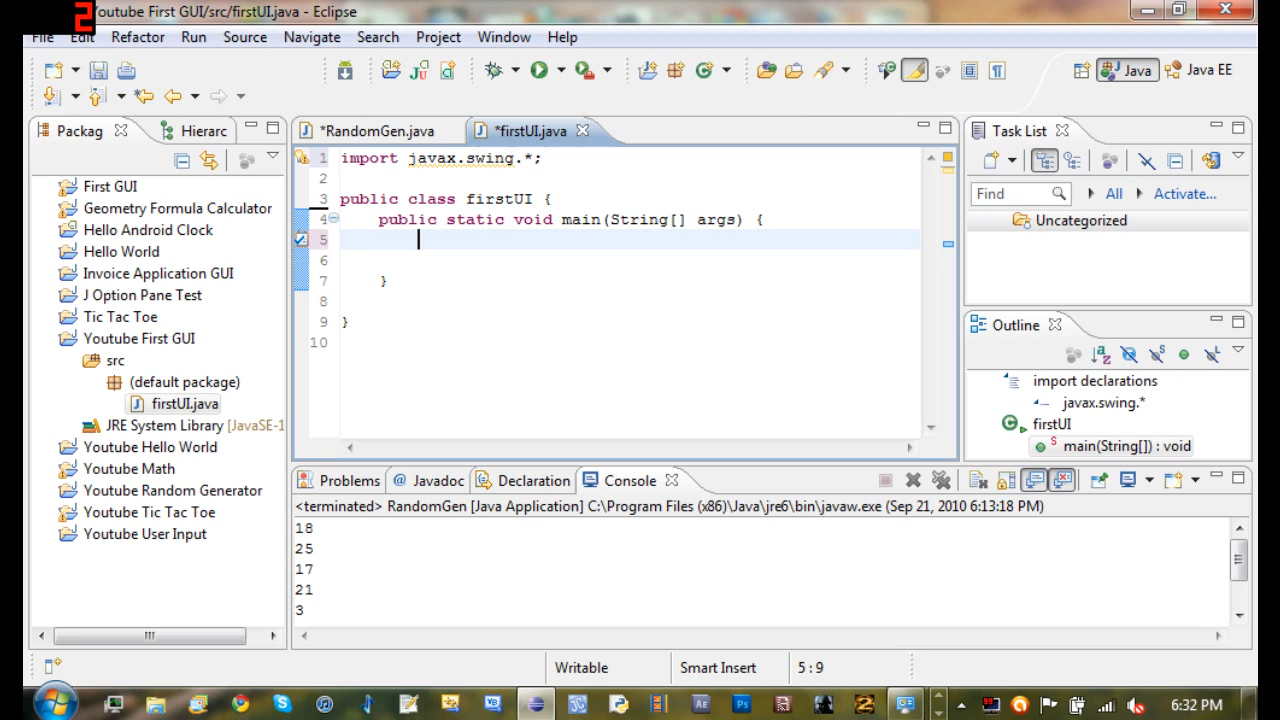 2
Youtube First GUI/src/firstUI.java - Eclipse
File Edit Refactor Run Source Navigate Search Project Window Help
Java
Java EE
Packag
Hierarc
*RandomGen.java
*firstUI.java
Task List
Find
All
Activate...
Uncategorized
First GUI
Geometry Formula Calculator
Hello Android Clock
Hello World
Invoice Application GUI
J Option Pane Test
Tic Tac Toe
Youtube First GUI
src
(default package)
firstUI.java
JRE System Library [JavaSE-1
Youtube Hello World
Youtube Math
Youtube Random Generator
Youtube Tic Tac Toe
Youtube User Input
1 import javax.swing.*;
2
3 public class firstUI {
4 public static void main(String[] args) {
5
6
7 }
8
9 }
10
Outline
import declarations
javax.swing.*
firstUI
main(String[]) : void
Problems
@ Javadoc
Declaration
Console
<terminated> RandomGen [Java Application] C:\Program Files (x86)\Java\jre6\bin\javaw.exe (Sep 21, 2010 6:13:18 PM)
18
25
17
21
3
Writable
Smart Insert
5 : 9
6:32 PM